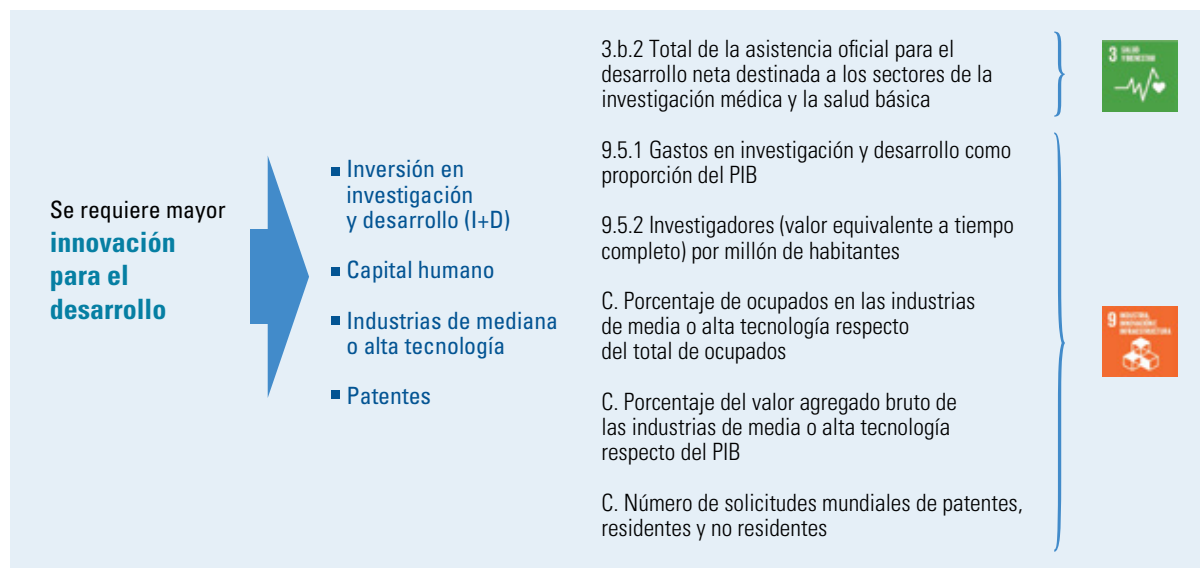 Se requiere mayor
innovación
para el
desarrollo
Inversión en
investigación
y desarrollo (I+D)
Capital humano
Industrias de mediana
o alta tecnología
Patentes
3.b.2 Total de la asistencia oficial para el
desarrollo neta destinada a los sectores de la
investigación médica y la salud básica
9.5.1 Gastos en investigación y desarrollo como
proporción del PIB
9.5.2 Investigadores (valor equivalente a tiempo
completo) por millón de habitantes
C. Porcentaje de ocupados en las industrias
de media o alta tecnología respecto
del total de ocupados
C. Porcentaje del valor agregado bruto de
las industrias de media o alta tecnología
respecto del PIB
C. Número de solicitudes mundiales de patentes,
residentes y no residentes
3 SALUD
Y BIENESTAR
9 INDUSTRIA,
INNOVACIÓN E
INFRAESTRUCTURA